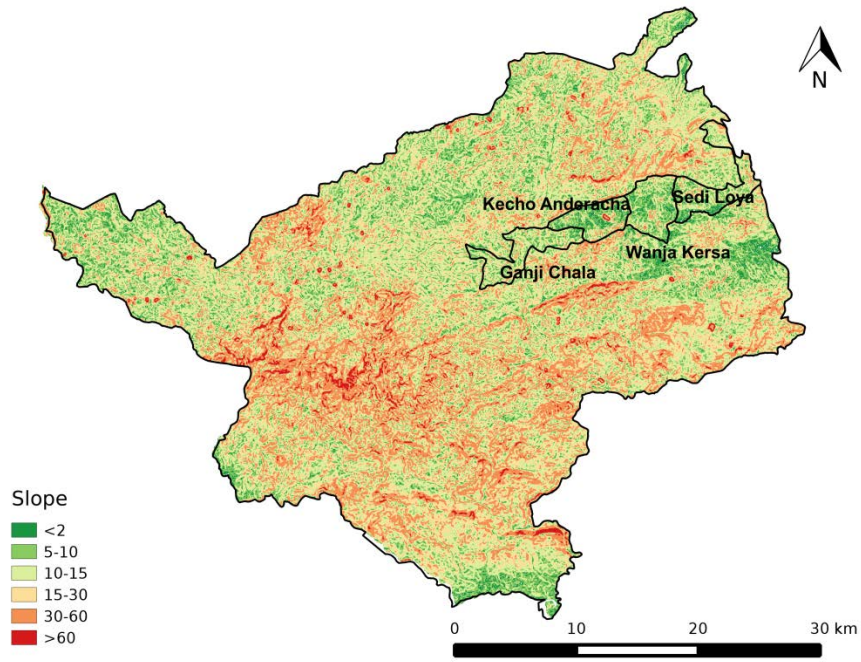 N
Kecho Anderacha
Sedi Loya
Wanja Kersa
Ganji Chala
Slope
<2
5-10
10-15
15-30
30-60
>60
0 10 20 30 km